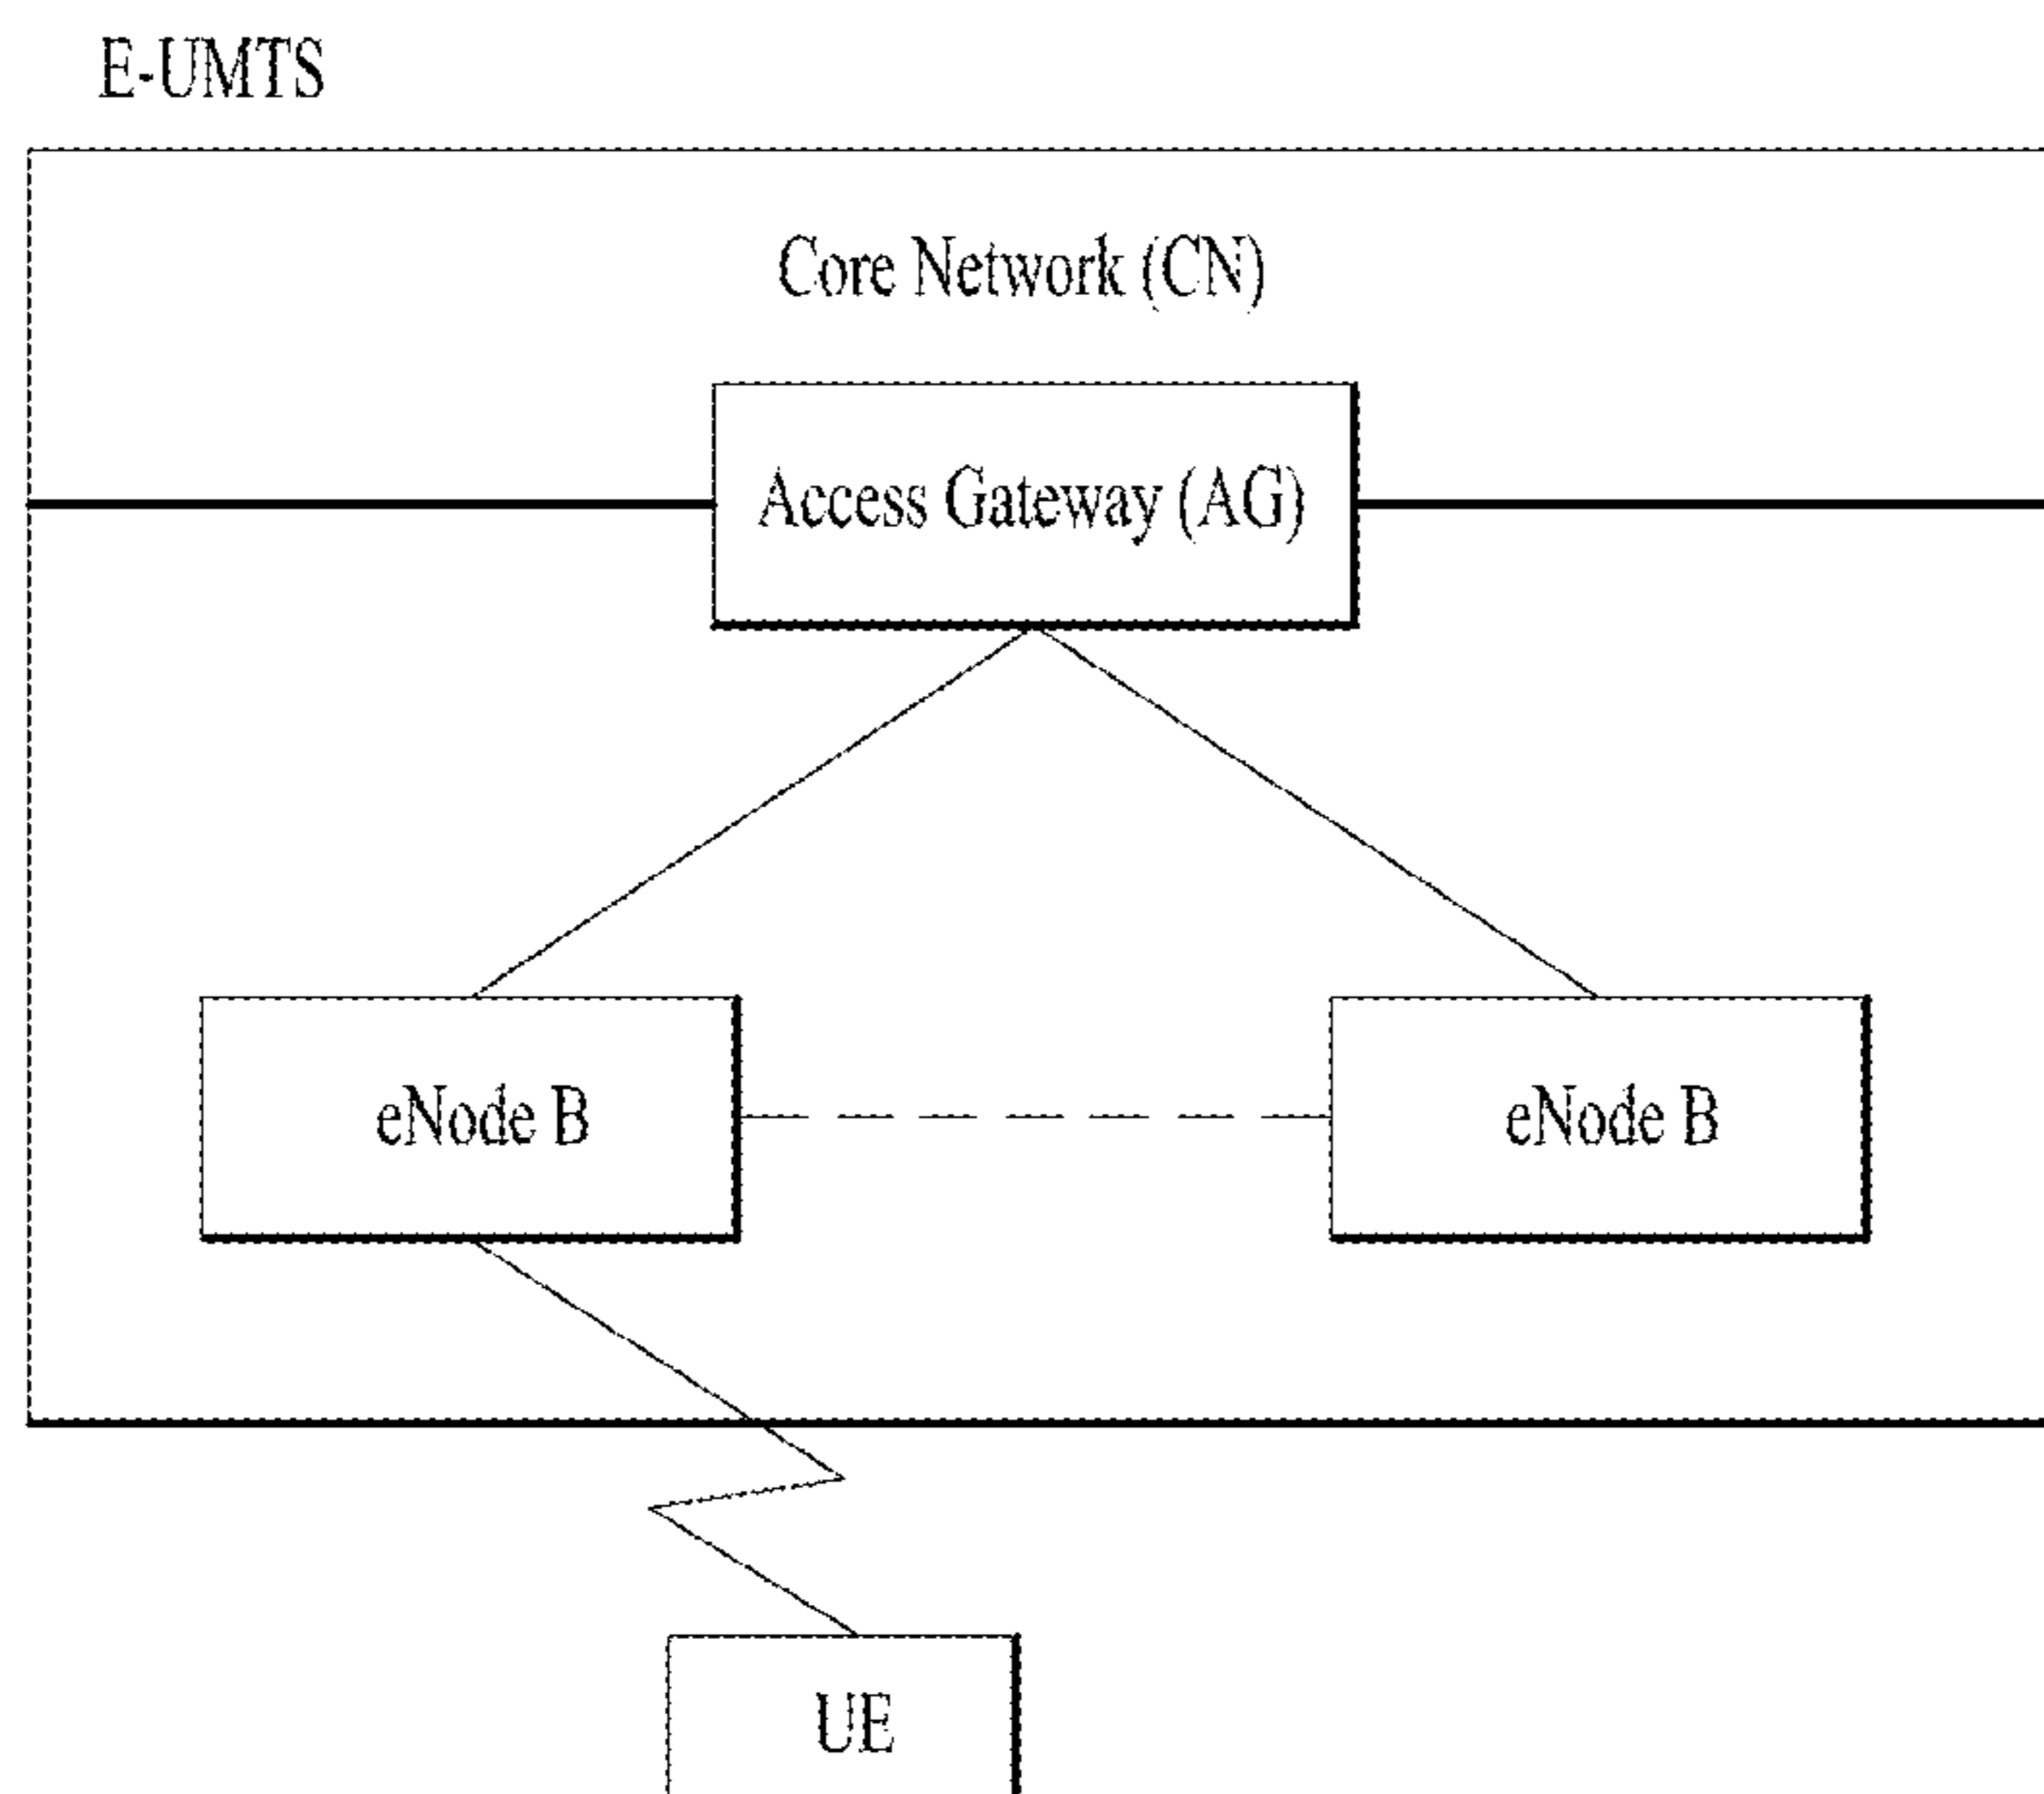 E-UMTS
Core Network (CN)
Access Gateway (AG)
eNode B
eNode B
UE